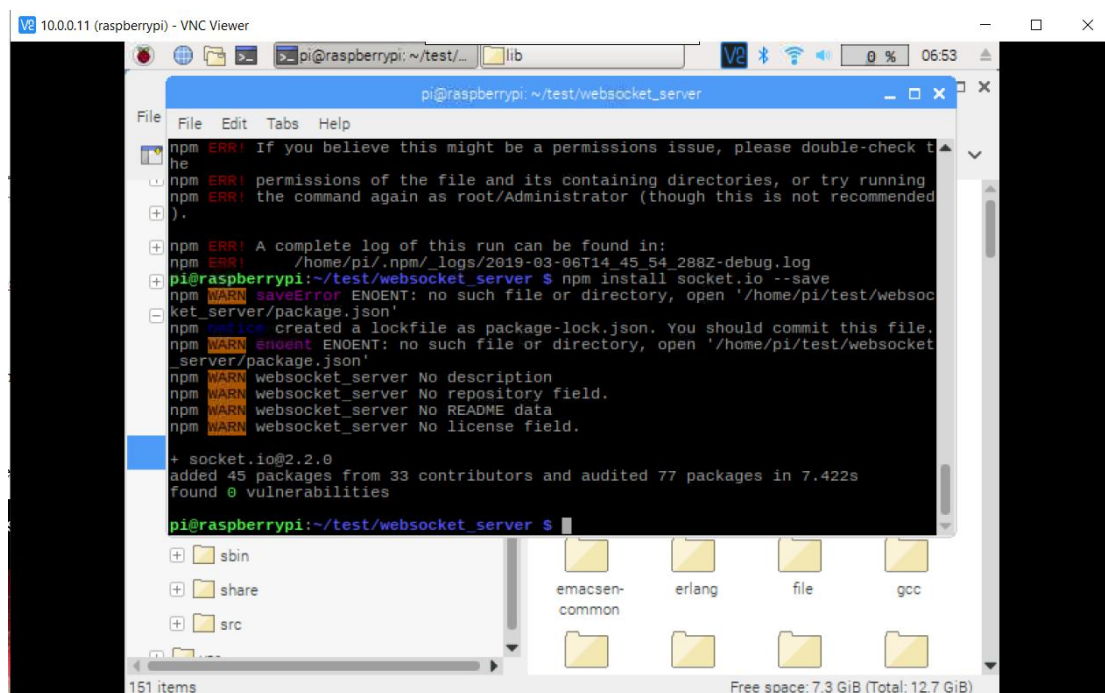 10.0.0.11 (raspberrypi) - VNC Viewer
pi@raspberrypi: ~/test/...
lib
0 %
06:53
pi@raspberrypi: ~/test/websocket_server
File
File Edit Tabs Help
npm ERR! If you believe this might be a permissions issue, please double-check t
he
npm ERR! permissions of the file and its containing directories, or try running
npm ERR! the command again as root/Administrator (though this is not recommended
).
npm ERR! A complete log of this run can be found in:
npm ERR!     /home/pi/.npm/_logs/2019-03-06T14_45_54_288Z-debug.log
pi@raspberrypi:~/test/websocket_server $ npm install socket.io --save
npm WARN saveError ENOENT: no such file or directory, open '/home/pi/test/websoc
ket_server/package.json'
npm notice created a lockfile as package-lock.json. You should commit this file.
npm WARN enoent ENOENT: no such file or directory, open '/home/pi/test/websocket
_server/package.json'
npm WARN websocket_server No description
npm WARN websocket_server No repository field.
npm WARN websocket_server No README data
npm WARN websocket_server No license field.
+ socket.io@2.2.0
added 45 packages from 33 contributors and audited 77 packages in 7.422s
found 0 vulnerabilities
pi@raspberrypi:~/test/websocket_server $
sbin
share
src
emacsen-common
erlang
file
gcc
151 items
Free space: 7.3 GiB (Total: 12.7 GiB)